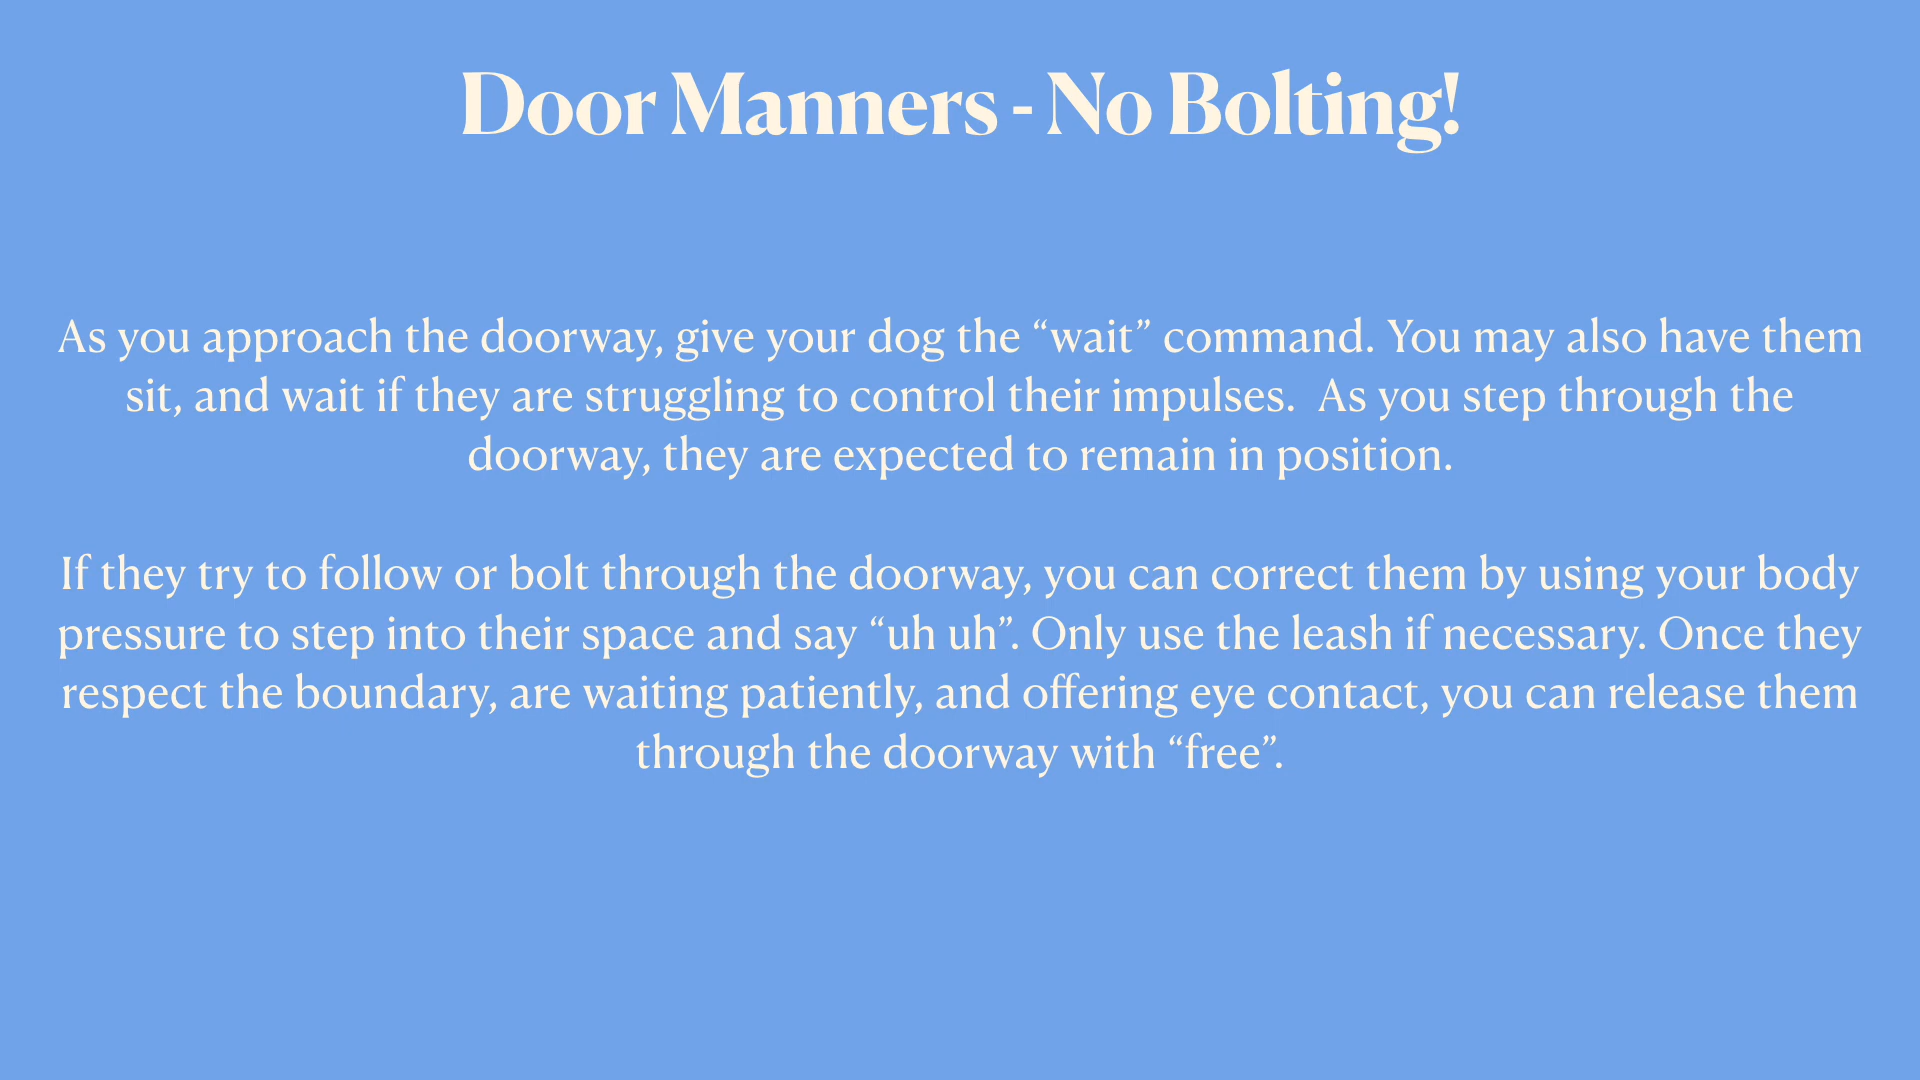 Door Manners - No Bolting!
As you approach the doorway, give your dog the “wait” command. You may also have them
sit, and wait if they are struggling to control their impulses.  As you step through the
doorway, they are expected to remain in position.
If they try to follow or bolt through the doorway, you can correct them by using your body
pressure to step into their space and say “uh uh”. Only use the leash if necessary. Once they
respect the boundary, are waiting patiently, and offering eye contact, you can release them
through the doorway with “free”.